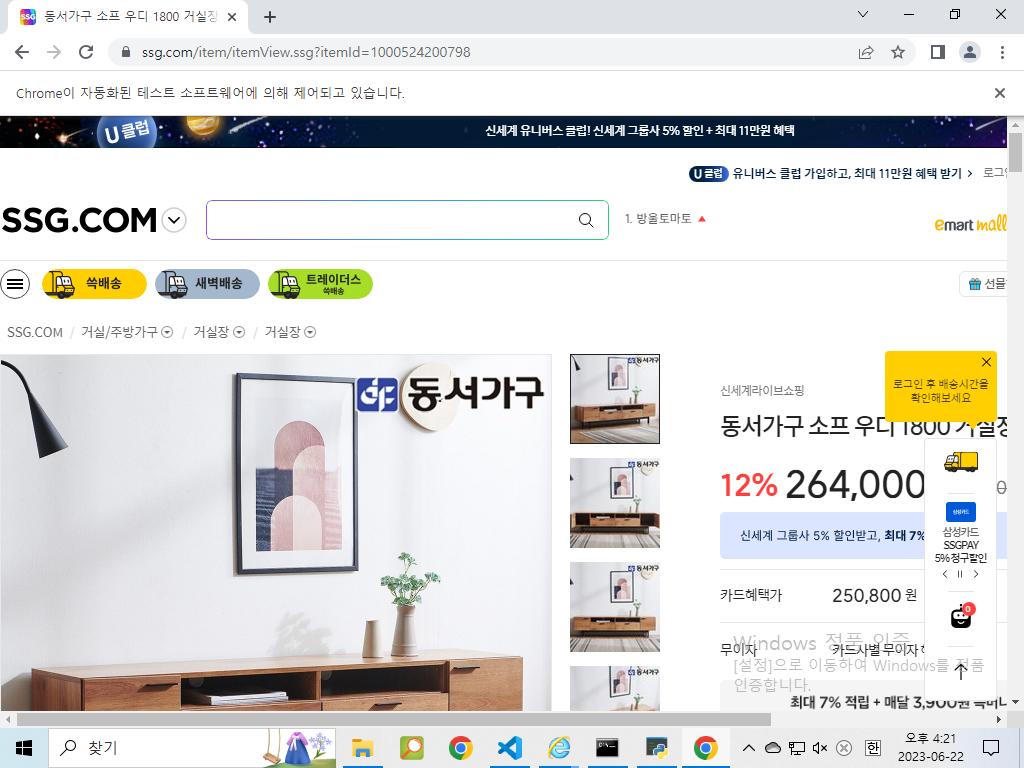 동서가구 소프 우디 1800 거실장
ssg.com/item/itemView.ssg?itemId=1000524200798
Chrome이 자동화된 테스트 소프트웨어에 의해 제어되고 있습니다.
U 클럽
신세계 유니버스 클럽! 신세계 그룹사 5% 할인 + 최대 11만원 혜택
U 클럽 유니버스 클럽 가입하고, 최대 11만원 혜택 받기 >
SSG.COM
1. 방울토마토
emart mall
쓱배송
새벽배송
트레이더스
쓱배송
선물
SSG.COM / 거실/주방가구 / 거실장 / 거실장
동서가구
신세계라이브쇼핑
로그인 후 배송시간을
확인해보세요
동서가구 소프 우디 1800 거실장
12% 264,000
신세계 그룹사 5% 할인받고, 최대 7%
삼성카드
삼성카드
SSGPAY
5% 청구할인
카드혜택가 250,800 원
0
무이자 카드사별 무이자
Windows 정품 인증
[설정]으로 이동하여 Windows를 정품
인증합니다.
최대 7% 적립 + 매달 3,900원
찾기
오후 4:21
2023-06-22
한